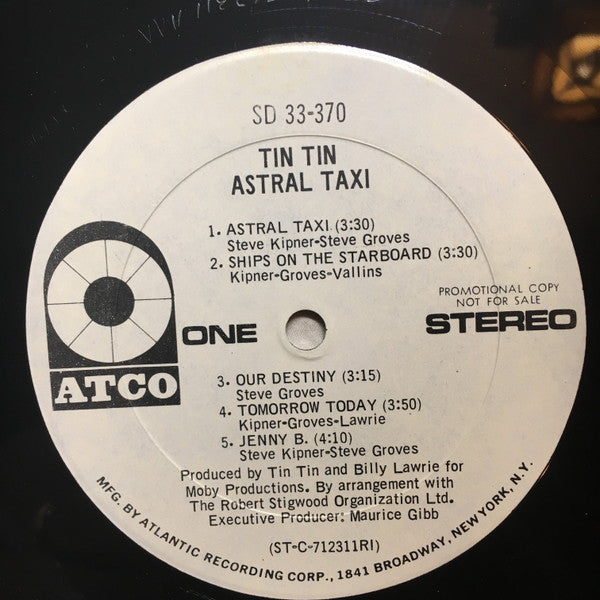 SD 33-370
TIN TIN
ASTRAL TAXI
1. ASTRAL TAXI (3:30)
Steve Kipner-Steve Groves
2. SHIPS ON THE STARBOARD (3:30)
Kipner-Groves-Vallins
PROMOTIONAL COPY
NOT FOR SALE
ONE
STEREO
ATCO
3. OUR DESTINY (3:15)
Steve Groves
4. TOMORROW TODAY (3:50)
Kipner-Groves-Lawrie
5. JENNY B. (4:10)
Steve Kipner-Steve Groves
Produced by Tin Tin and Billy Lawrie for
Moby Productions. By arrangement with
The Robert Stigwood Organization Ltd.
Executive Producer: Maurice Gibb
(ST-C-712311RI)
MFG. BY ATLANTIC RECORDING CORP., 1841 BROADWAY, NEW YORK, N.Y.